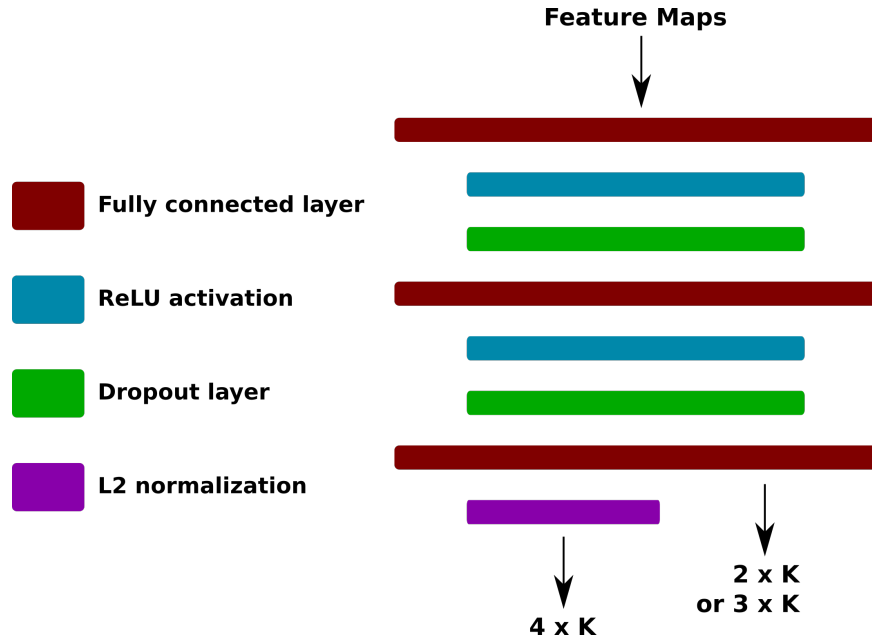 Feature Maps
Fully connected layer
ReLU activation
Dropout layer
L2 normalization
2 x K
or 3 x K
4 x K